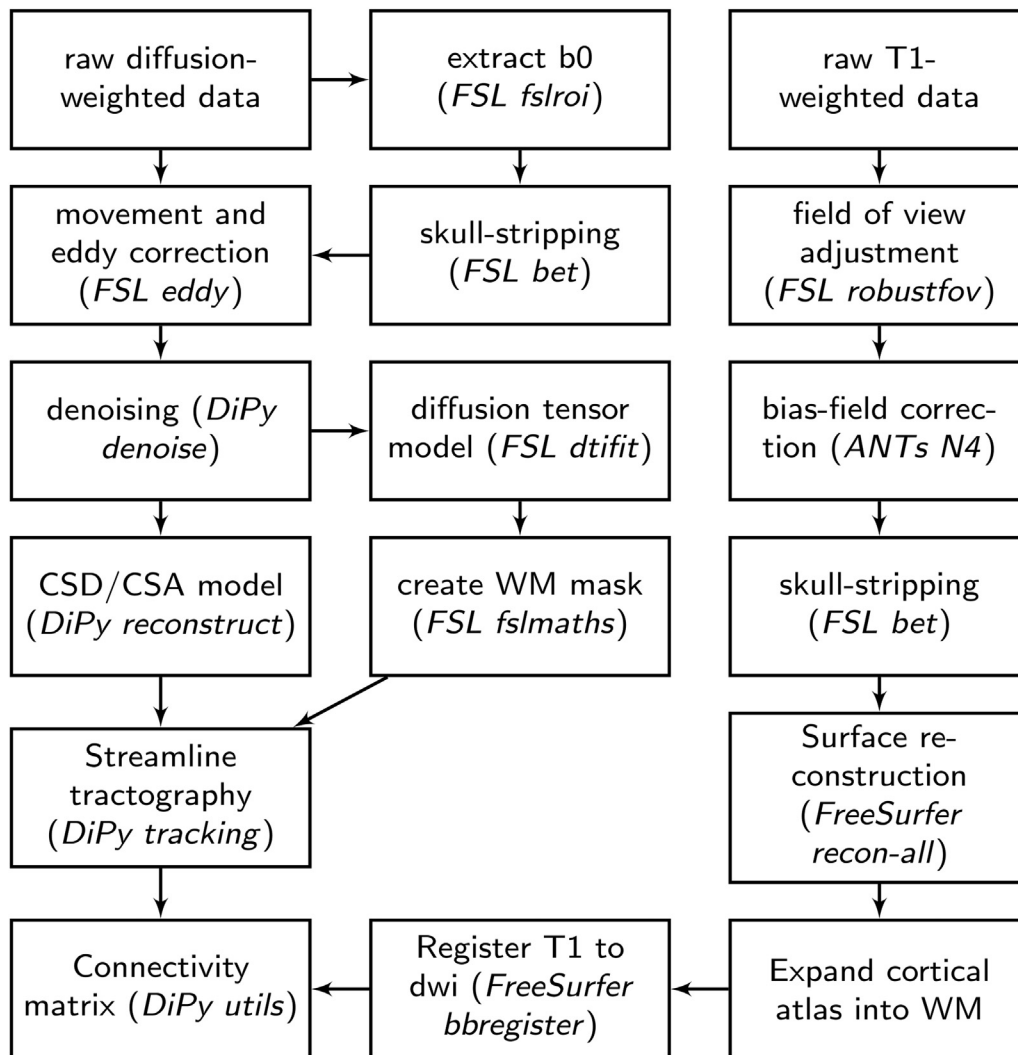 raw diffusion-
weighted data
extract b0
(FSL fslroi)
raw T1-
weighted data
movement and
eddy correction
(FSL eddy)
skull-stripping
(FSL bet)
field of view
adjustment
(FSL robustfov)
denoising (DiPy
denoise)
diffusion tensor
model (FSL dtifit)
bias-field correc-
tion (ANTs N4)
CSD/CSA model
(DiPy reconstruct)
create WM mask
(FSL fslmaths)
skull-stripping
(FSL bet)
Streamline
tractography
(DiPy tracking)
Surface re-
construction
(FreeSurfer
recon-all)
Connectivity
matrix (DiPy utils)
Register T1 to
dwi (FreeSurfer
bbregister)
Expand cortical
atlas into WM